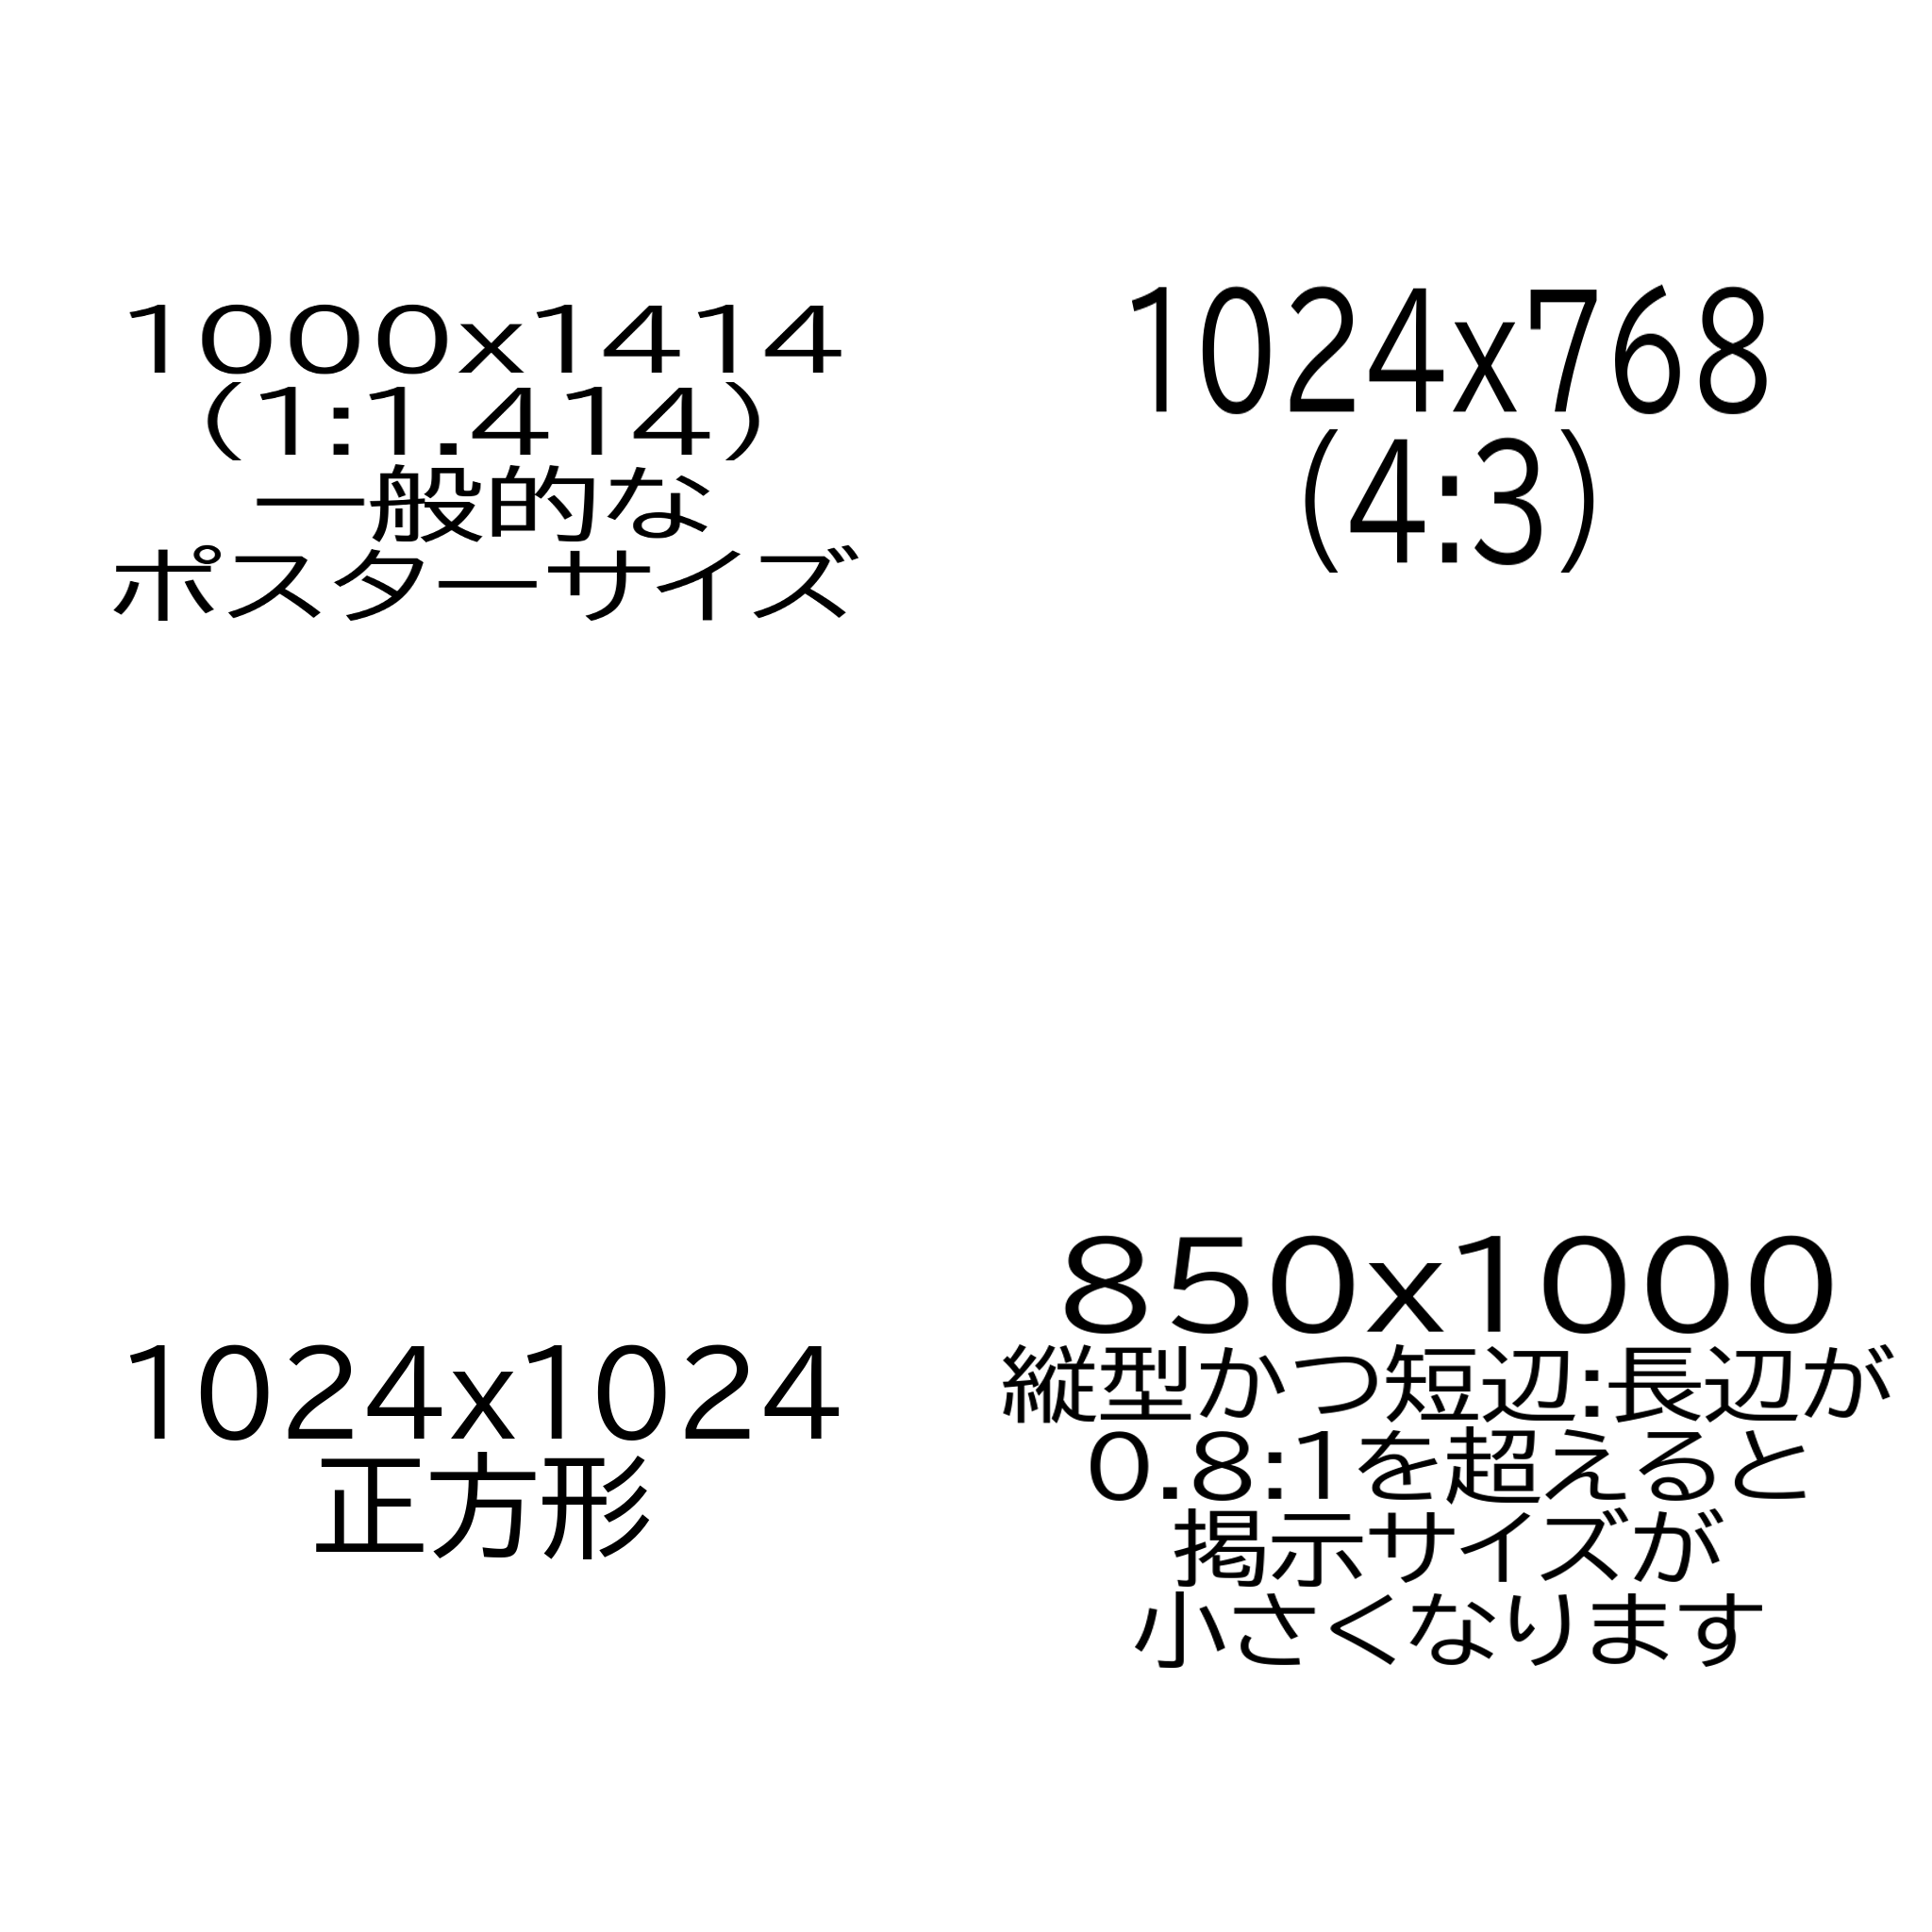 1000x1414
(1:1.414)
一般的な
ポスターサイズ
1024x768
(4:3)
1024x1024
正方形
850x1000
縦型かつ短辺:長辺が
0.8:1を超えると
掲示サイズが
小さくなります